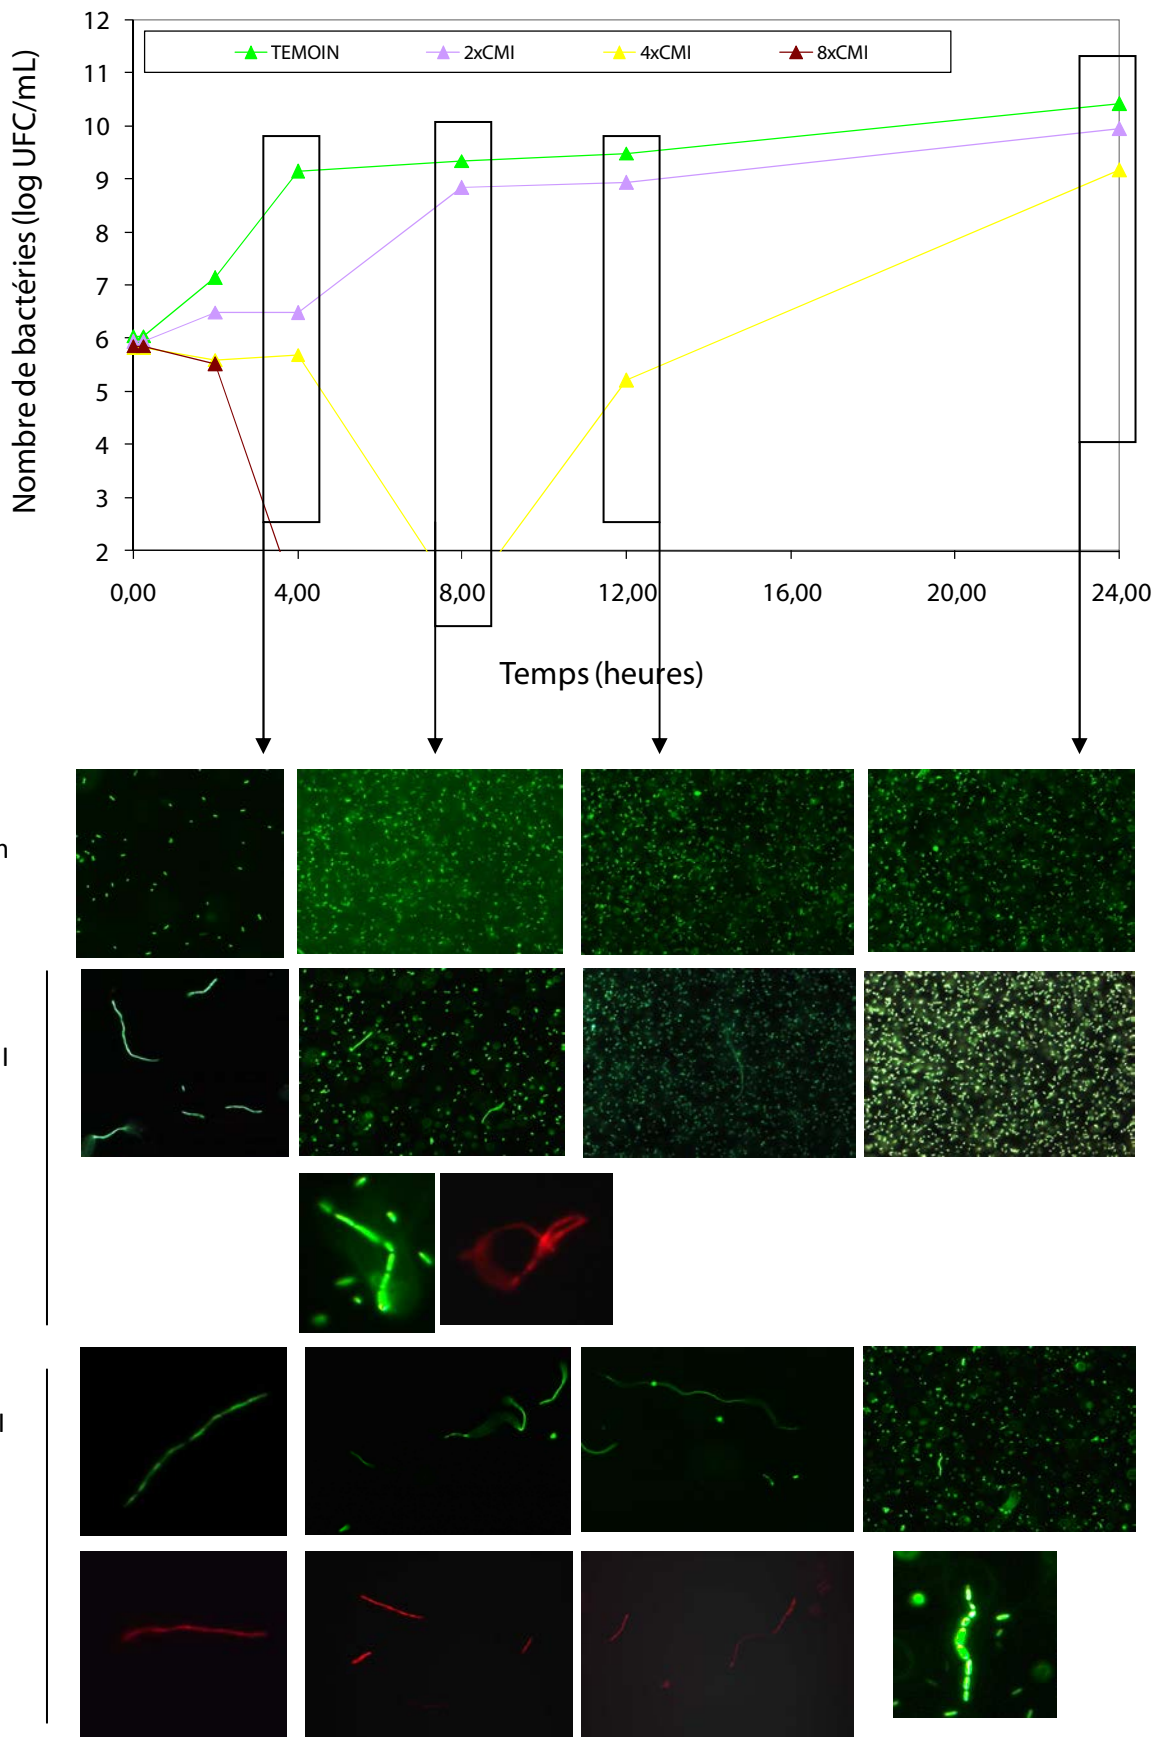 12
TEMOIN 2xCMI 4xCMI 8xCMI
11
10
9
8
7
6
5
4
3
2
Nombre de bactéries (log UFC/mL)
0,00 4,00 8,00 12,00 16,00 20,00 24,00
Temps (heures)